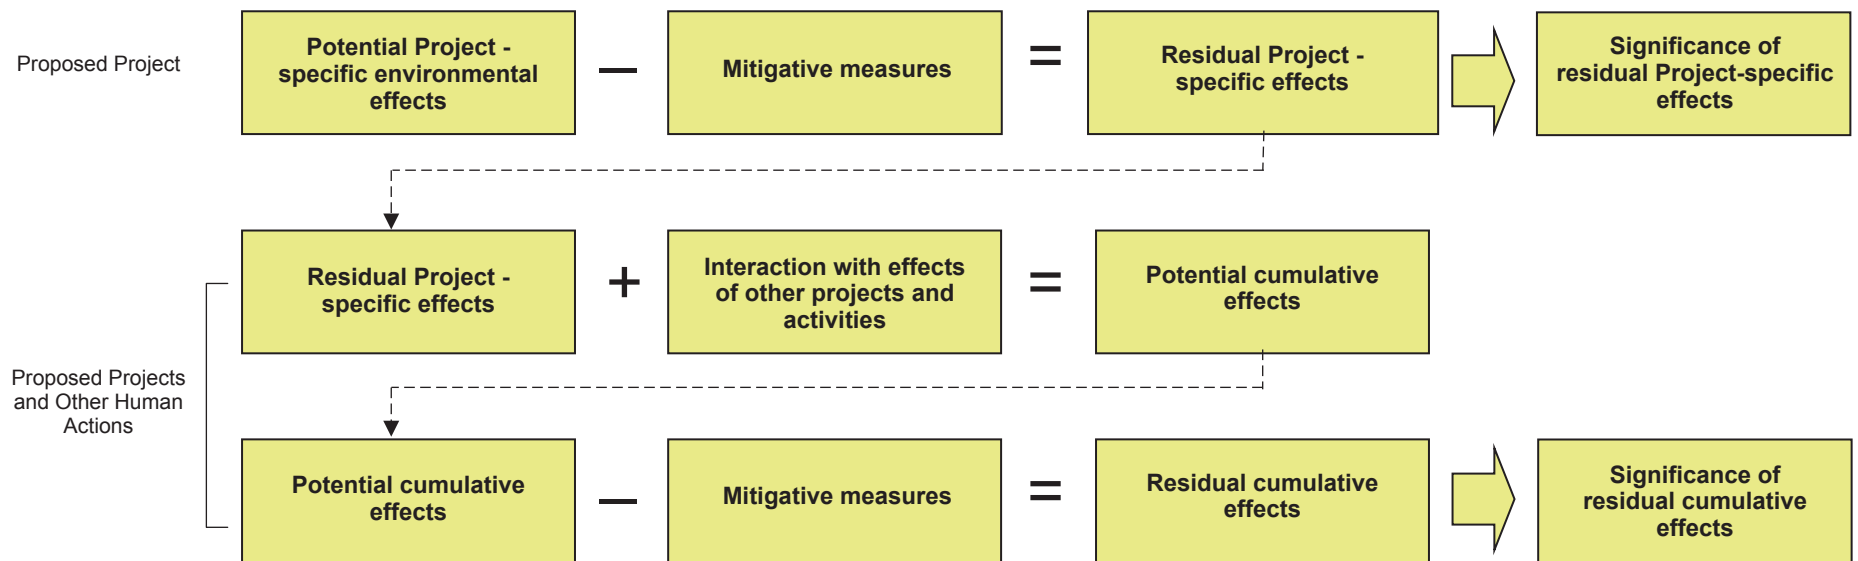 Proposed Project
Potential Project -
specific environmental
effects
–
Mitigative measures
=
Residual Project -
specific effects
Significance of
residual Project-specific
effects
Proposed Projects
and Other Human
Actions
Residual Project -
specific effects
+
Interaction with effects
of other projects and
activities
=
Potential cumulative
effects
Potential cumulative
effects
–
Mitigative measures
=
Residual cumulative
effects
Significance of
residual cumulative
effects